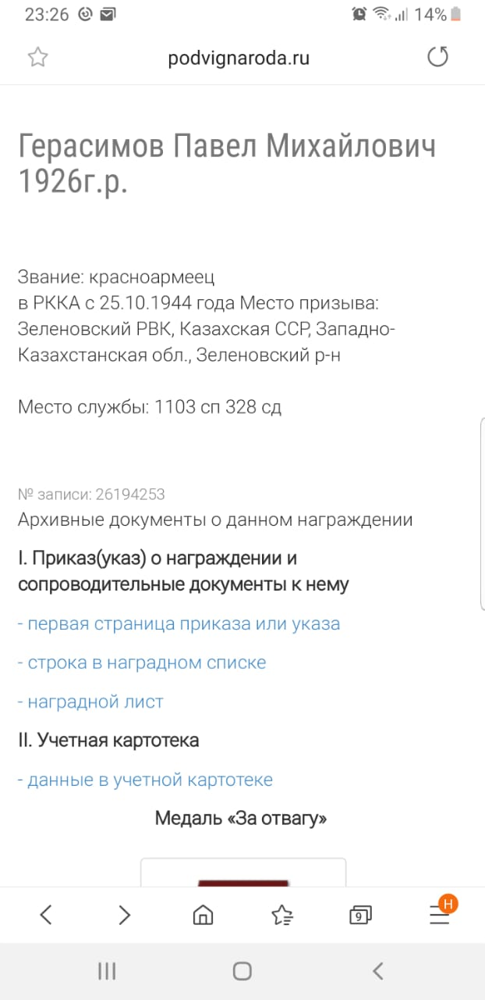 23:26
14%
podvignaroda.ru
Герасимов Павел Михайлович
1926г.р.
Звание: красноармеец
в РККА с 25.10.1944 года Место призыва:
Зеленовский РВК, Казахская ССР, Западно-
Казахстанская обл., Зеленовский р-н
Место службы: 1103 сп 328 сд
№ записи: 26194253
Архивные документы о данном награждении
I. Приказ(указ) о награждении и
сопроводительные документы к нему
- первая страница приказа или указа
- строка в наградном списке
- наградной лист
II. Учетная картотека
- данные в учетной картотеке
Медаль «За отвагу»
9
Н